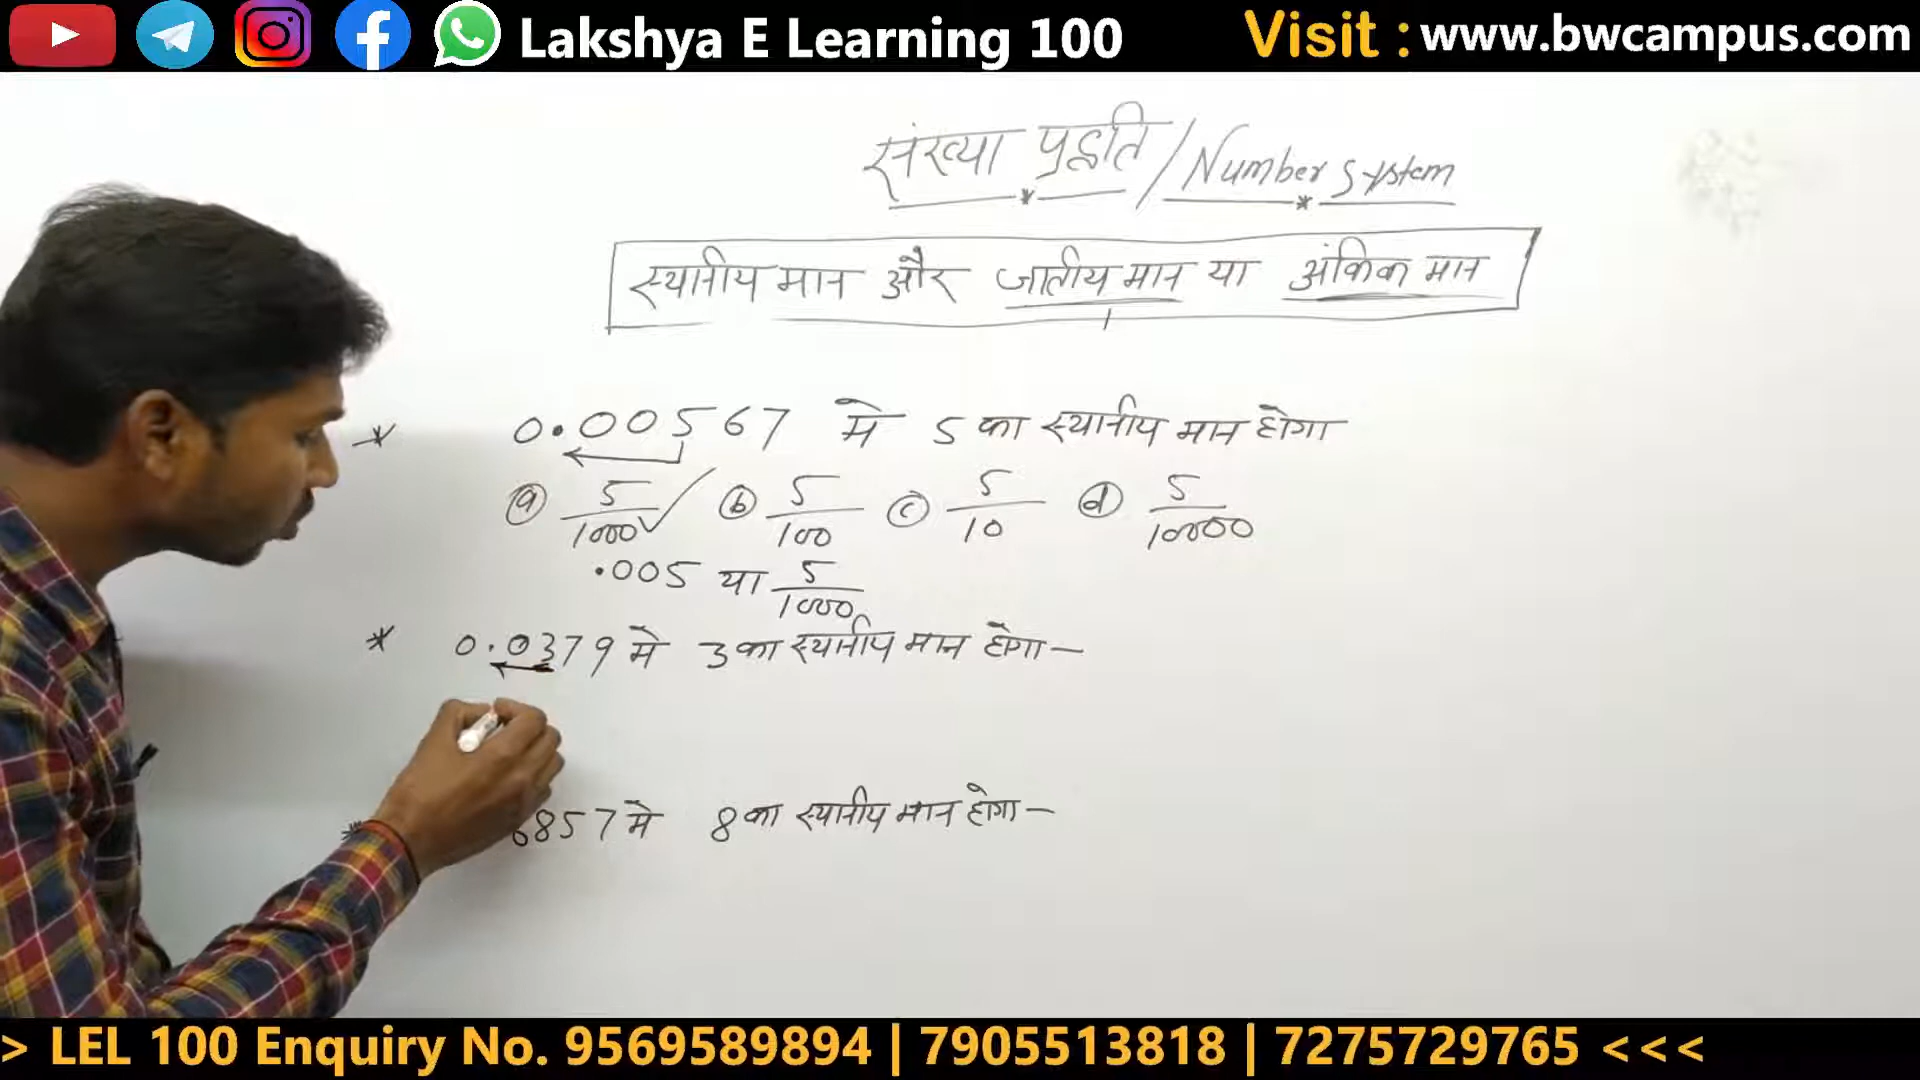 Lakshya E Learning 100 Visit : www.bwcampus.com
संख्या पद्धति / Number System
स्थानीय मान और जातीय मान या अंकिक मान
* 0.00567 मे 5 का स्थानीय मान होगा
(a) 5/1000 ✓ (b) 5/100 (c) 5/10 (d) 5/10000
.005 या 5/1000
* 0.0379 मे 3 का स्थानीय मान होगा—
* 6857 मे 8 का स्थानीय मान होगा—
> LEL 100 Enquiry No. 9569589894 | 7905513818 | 7275729765 <<<